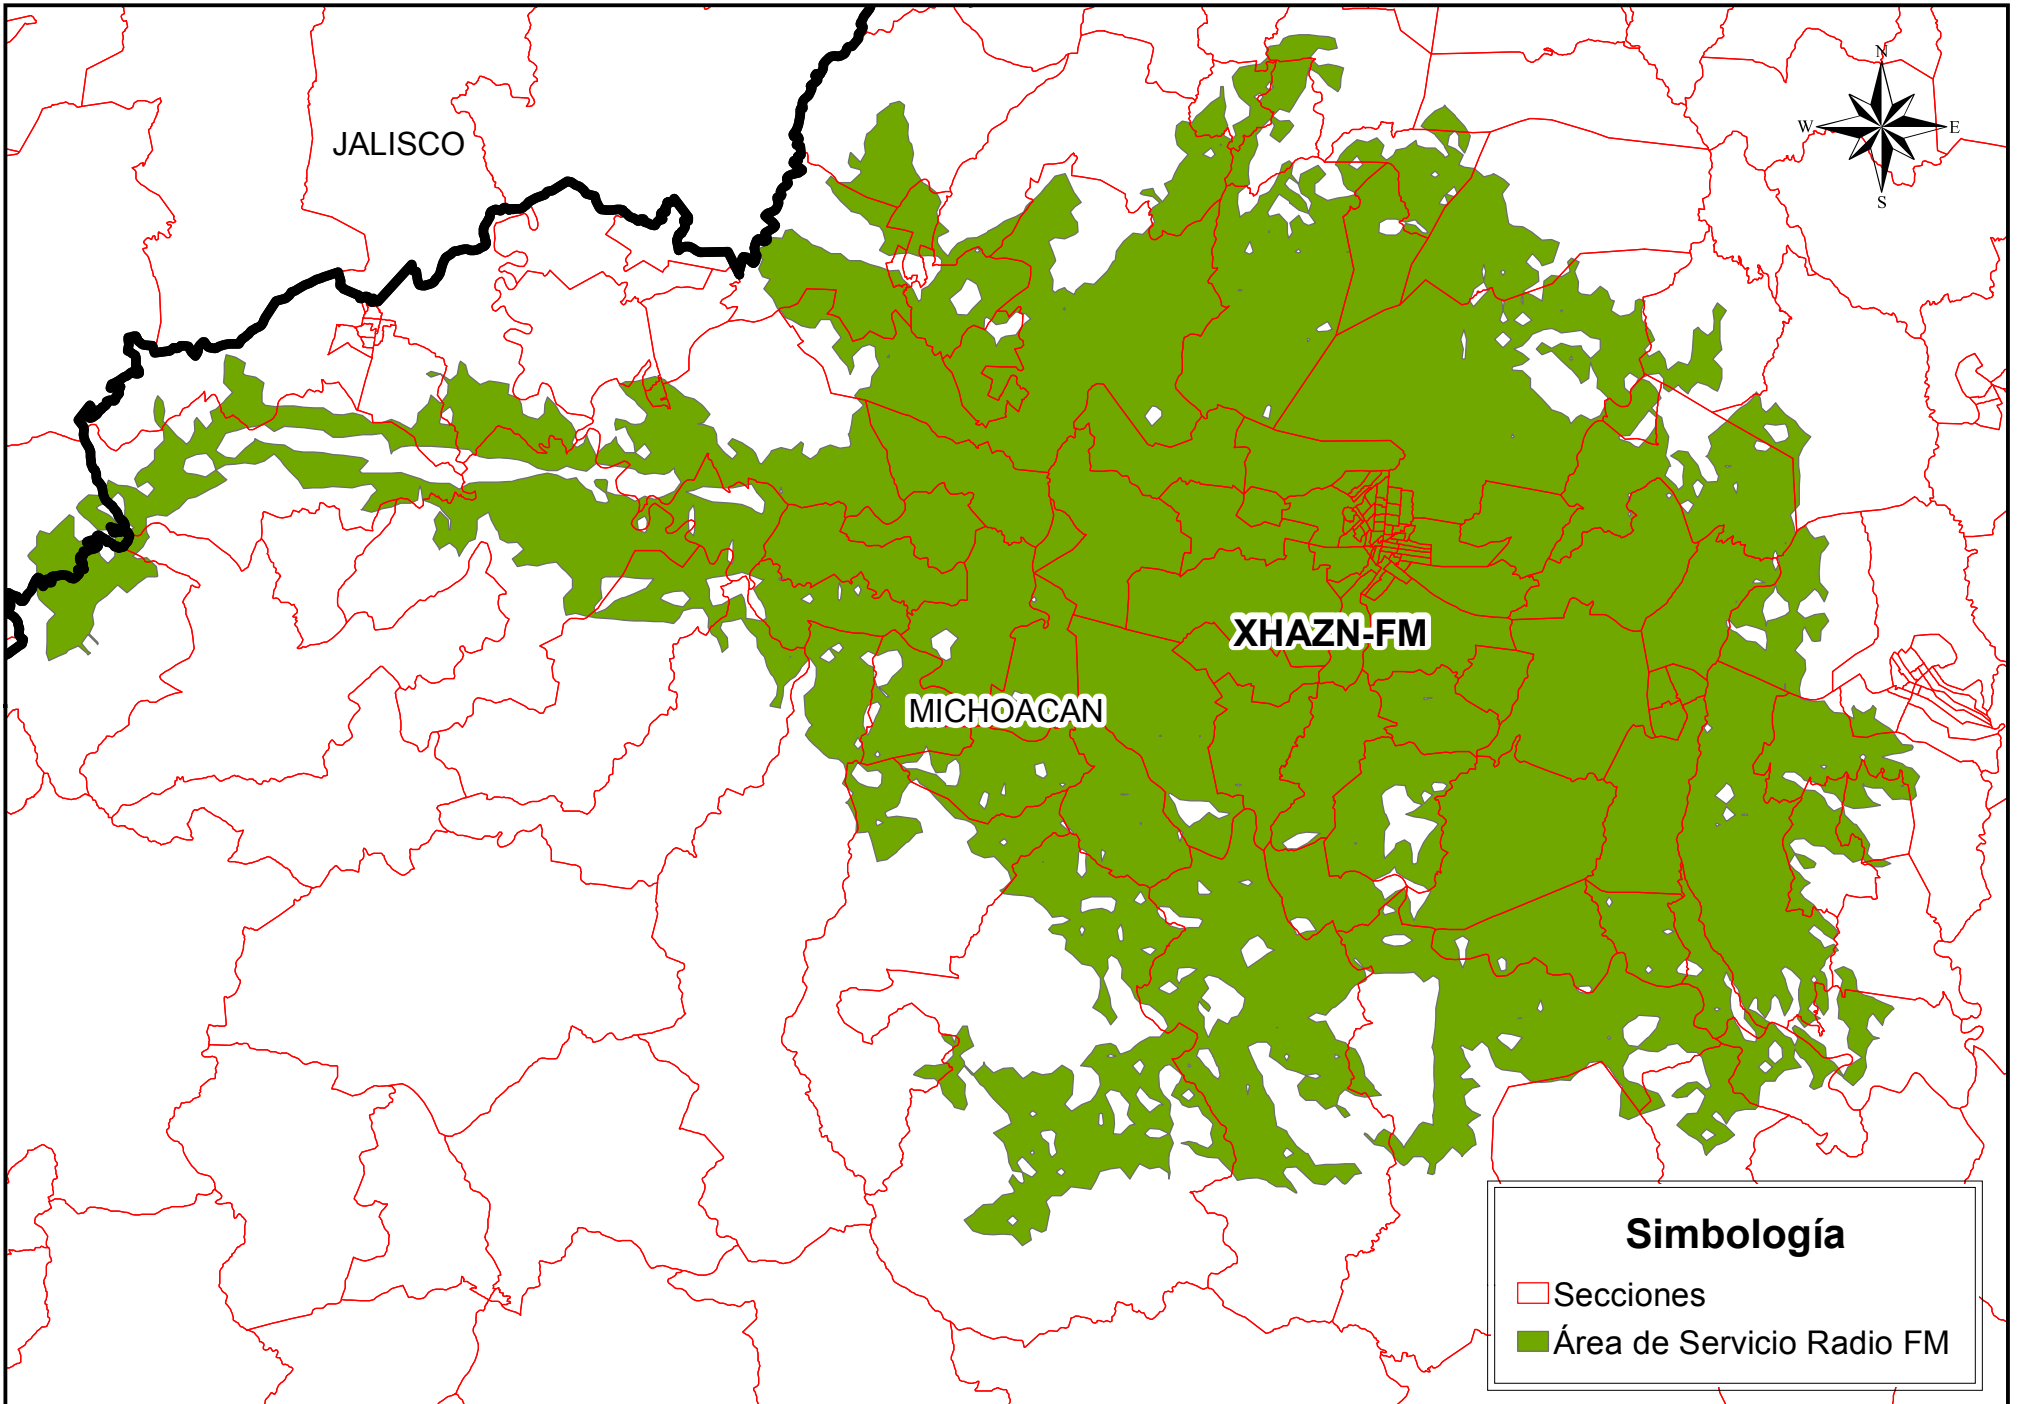 N
W E
S
JALISCO
XHAZN-FM
MICHOACAN
Simbología
Secciones
Área de Servicio Radio FM